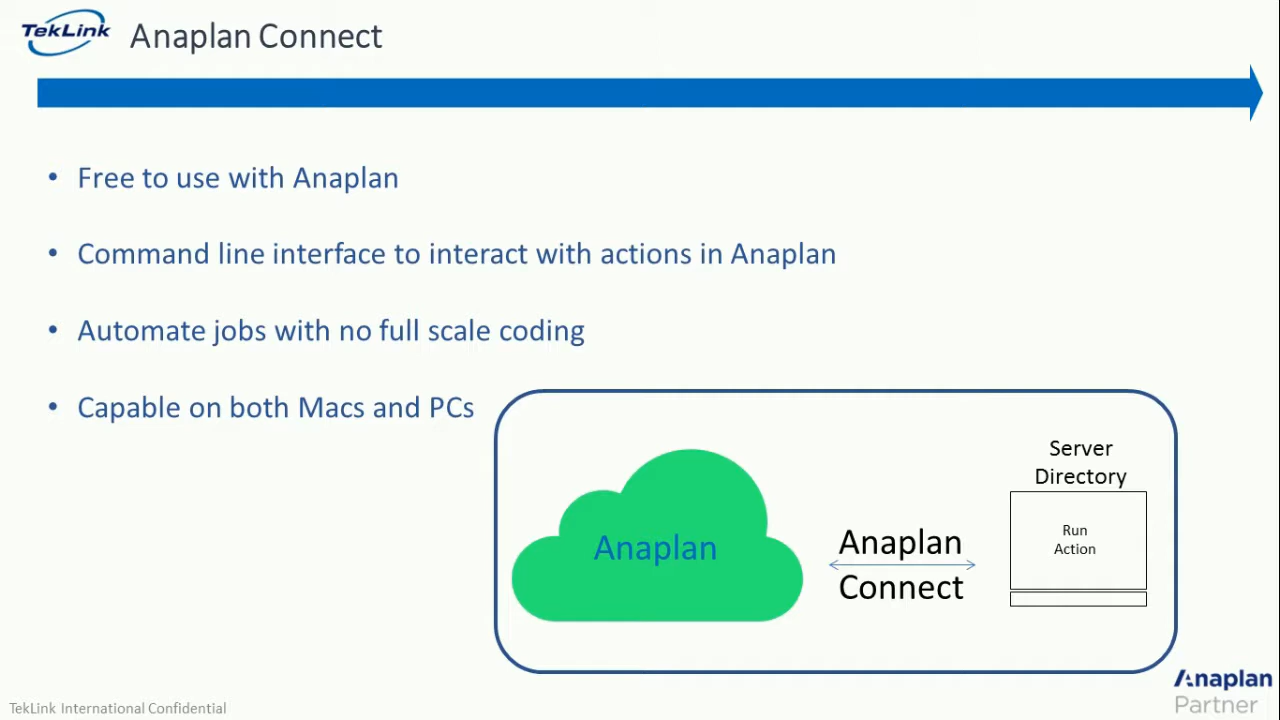 TekLink
Anaplan Connect
• Free to use with Anaplan
• Command line interface to interact with actions in Anaplan
• Automate jobs with no full scale coding
• Capable on both Macs and PCs
Anaplan
Anaplan
Connect
Server
Directory
Run
Action
TekLink International Confidential
Anaplan
Partner